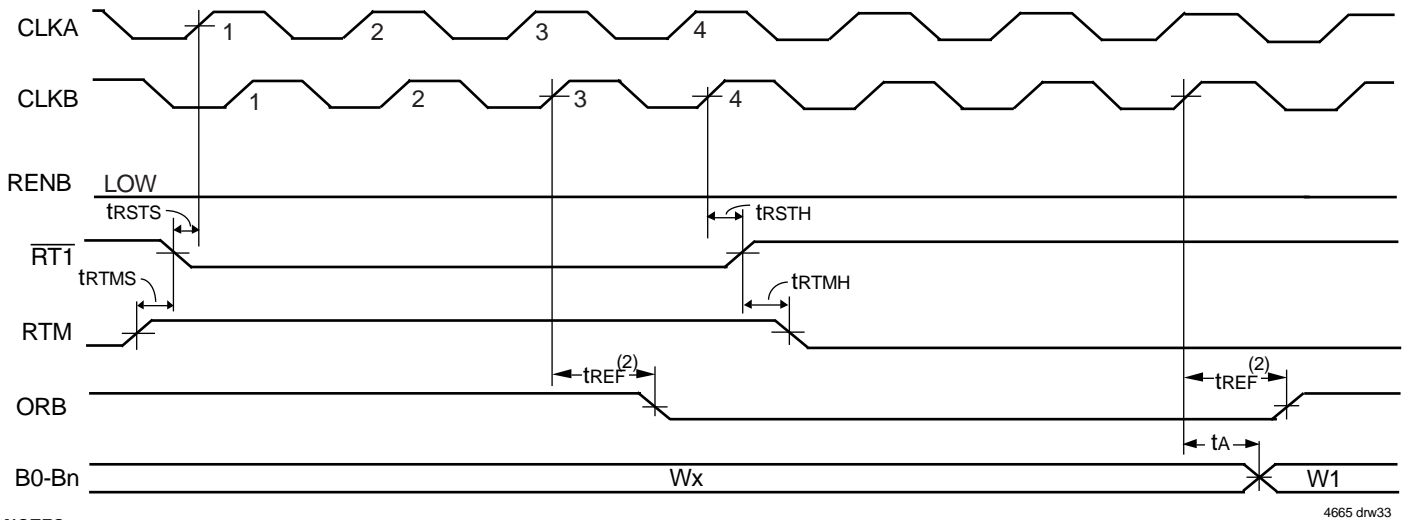 CLKA 1 2 3 4
CLKB 1 2 3 4
RENB LOW
tRSTS tRSTH
RT1
tRTMS tRTMH
RTM
tREF(2) tREF(2)
ORB
tA
B0-Bn Wx W1
4665 drw33